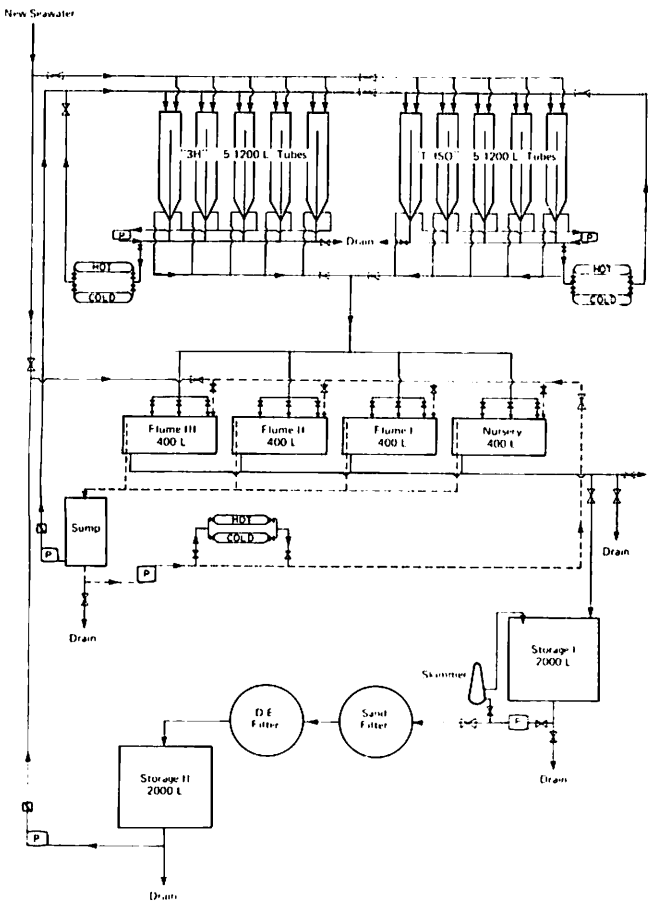 New Seawater
"3H" 5 1200 L Tubes
T. ISO" 5 1200 L Tubes
P
Drain
P
HOT
COLD
HOT
COLD
Flume III
400 L
Flume II
400 L
Flume I
400 L
Nursery
400 L
Sump
HOT
COLD
P
P
Drain
Drain
Storage I
2000 L
Skimmer
D.E.
Filter
Sand
Filter
P
Drain
Storage II
2000 L
P
Drain